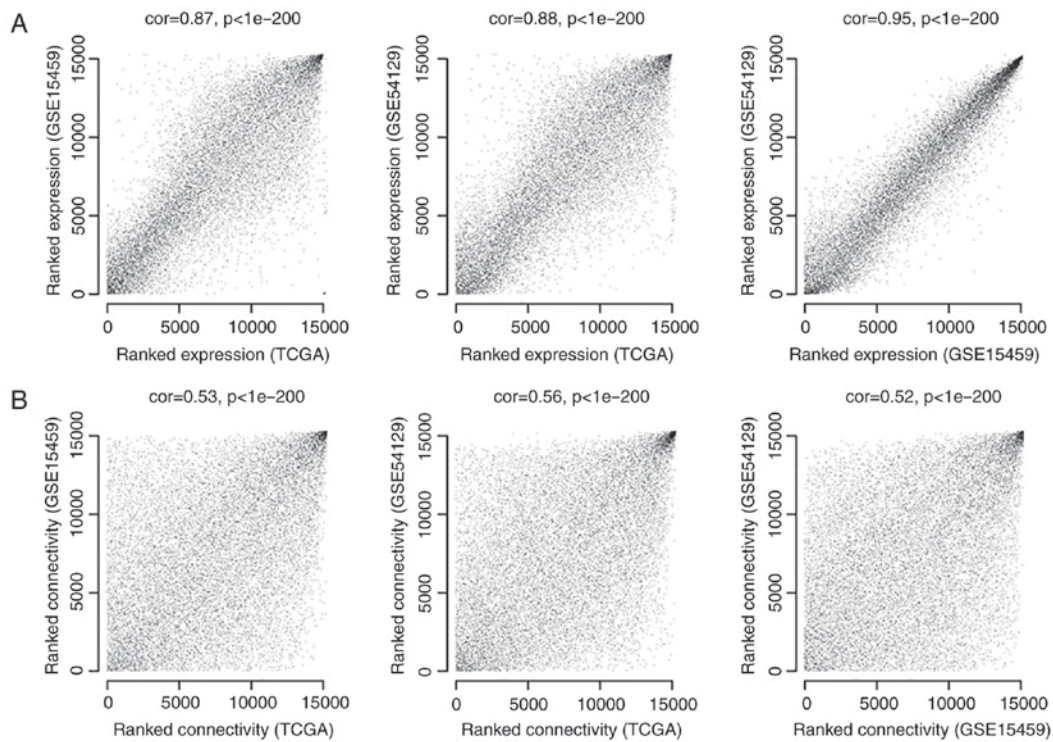 A
cor=0.87, p<1e−200
cor=0.88, p<1e−200
cor=0.95, p<1e−200
Ranked expression (GSE15459)
0 5000 10000 15000
Ranked expression (GSE54129)
0 5000 10000 15000
Ranked expression (GSE54129)
0 5000 10000 15000
0 5000 10000 15000
0 5000 10000 15000
0 5000 10000 15000
Ranked expression (TCGA)
Ranked expression (TCGA)
Ranked expression (GSE15459)
B
cor=0.53, p<1e−200
cor=0.56, p<1e−200
cor=0.52, p<1e−200
Ranked connectivity (GSE15459)
0 5000 10000 15000
Ranked connectivity (GSE54129)
0 5000 10000 15000
Ranked connectivity (GSE54129)
0 5000 10000 15000
0 5000 10000 15000
0 5000 10000 15000
0 5000 10000 15000
Ranked connectivity (TCGA)
Ranked connectivity (TCGA)
Ranked connectivity (GSE15459)